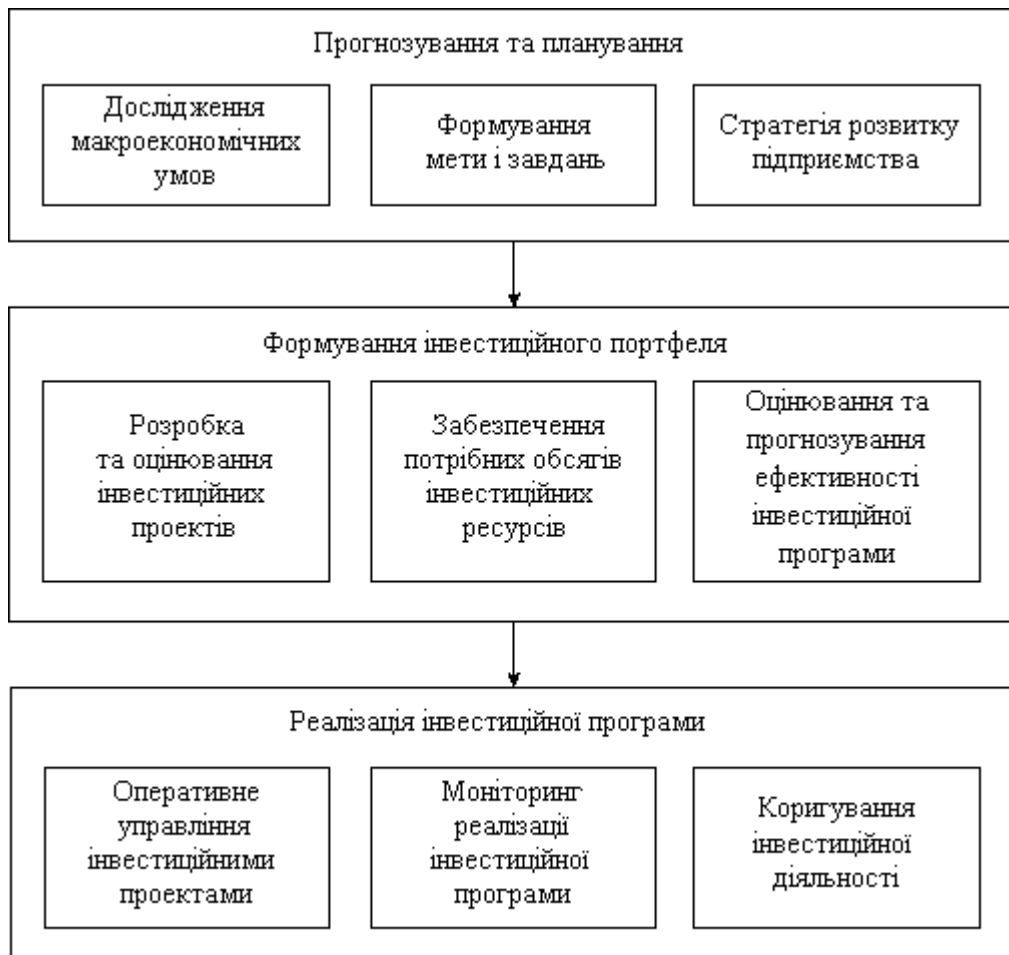 Прогнозування та планування
Дослідження
макроекономічних
умов
Формування
мети і завдань
Стратегія розвитку
підприємства
Формування інвестиційного портфеля
Розробка
та оцінювання
інвестиційних
проектів
Забезпечення
потрібних обсягів
інвестиційних
ресурсів
Оцінювання та
прогнозування
ефективності
інвестиційної
програми
Реалізація інвестиційної програми
Оперативне
управління
інвестиційними
проектами
Моніторинг
реалізації
інвестиційної
програми
Коригування
інвестиційної
діяльності